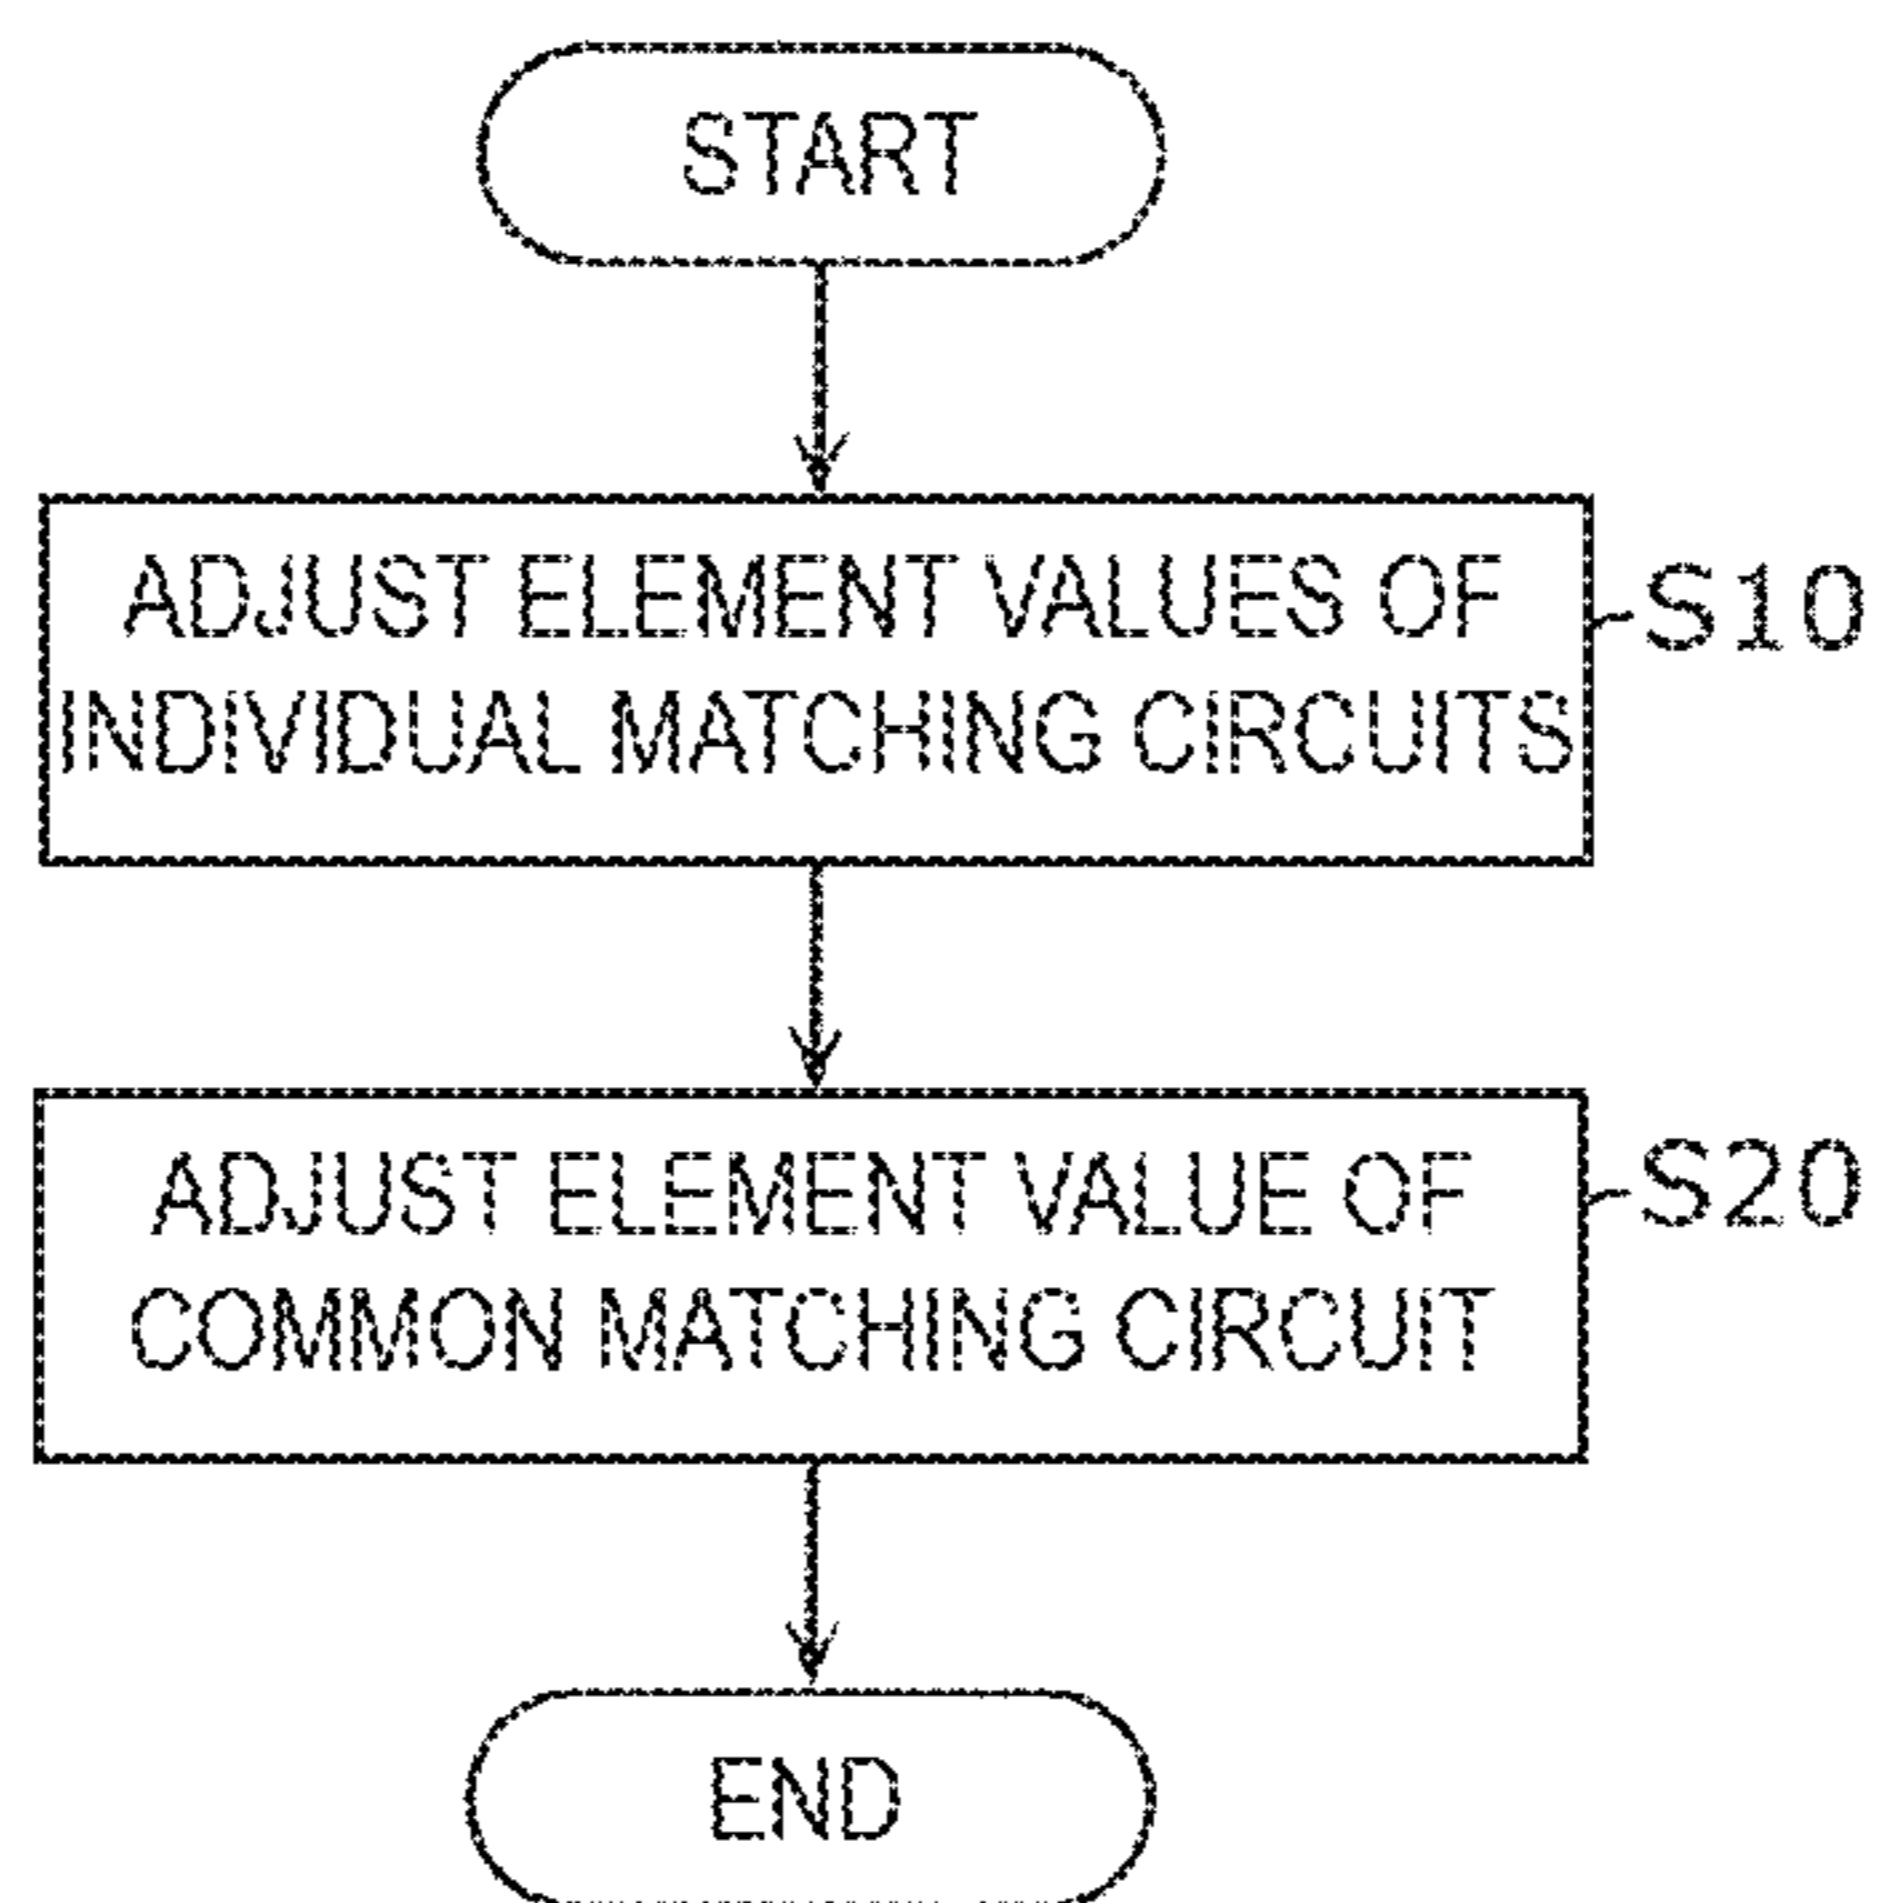 START
ADJUST ELEMENT VALUES OF
INDIVIDUAL MATCHING CIRCUITS
S10
ADJUST ELEMENT VALUE OF
COMMON MATCHING CIRCUIT
S20
END